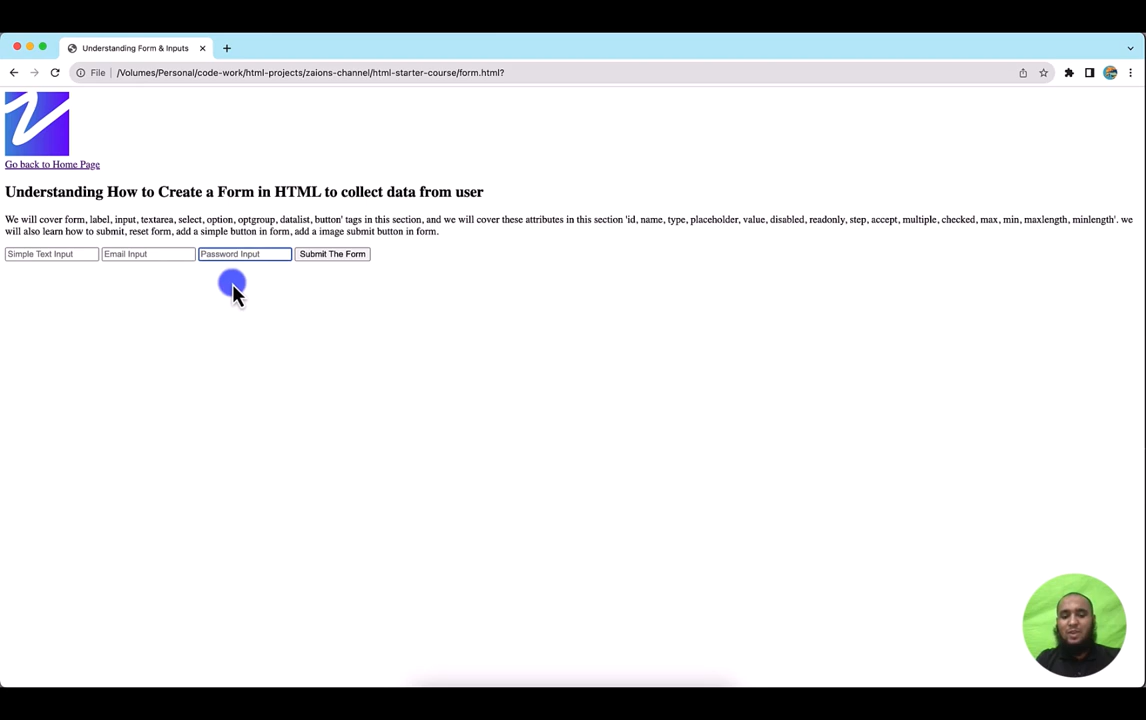 Understanding Form & Inputs
File /Volumes/Personal/code-work/html-projects/zaions-channel/html-starter-course/form.html?
Go back to Home Page
Understanding How to Create a Form in HTML to collect data from user
We will cover form, label, input, textarea, select, option, optgroup, datalist, button' tags in this section, and we will cover these attributes in this section 'id, name, type, placeholder, value, disabled, readonly, step, accept, multiple, checked, max, min, maxlength, minlength'. we
will also learn how to submit, reset form, add a simple button in form, add a image submit button in form.
Simple Text Input Email Input Password Input Submit The Form